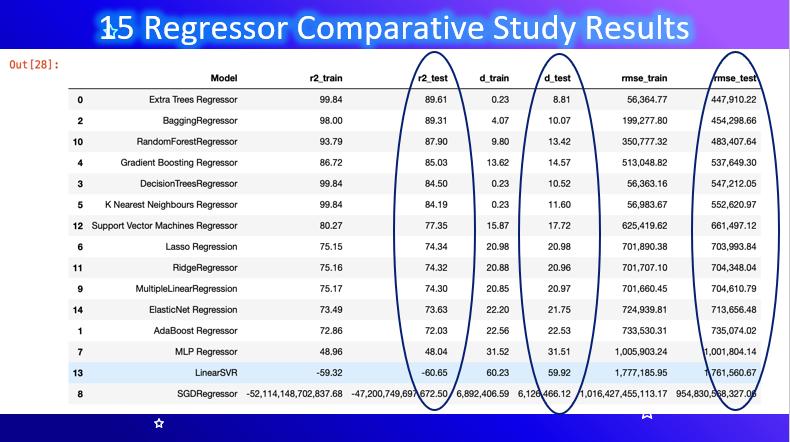 15 Regressor Comparative Study Results
Out[28]:
Model r2_train r2_test d_train d_test rmse_train rmse_test
0 Extra Trees Regressor 99.84 89.61 0.23 8.81 56,364.77 447,910.22
2 BaggingRegressor 98.00 89.31 4.07 10.07 199,277.80 454,298.66
10 RandomForestRegressor 93.79 87.90 9.80 13.42 350,777.32 483,407.64
4 Gradient Boosting Regressor 86.72 85.03 13.62 14.57 513,048.82 537,649.30
3 DecisionTreesRegressor 99.84 84.50 0.23 10.52 56,363.16 547,212.05
5 K Nearest Neighbours Regressor 99.84 84.19 0.23 11.60 56,983.67 552,620.97
12 Support Vector Machines Regressor 80.27 77.35 15.87 17.72 625,419.62 661,497.12
6 Lasso Regression 75.15 74.34 20.98 20.98 701,890.38 703,993.84
11 RidgeRegressor 75.16 74.32 20.88 20.96 701,707.10 704,348.04
9 MultipleLinearRegression 75.17 74.30 20.85 20.97 701,660.45 704,610.79
14 ElasticNet Regression 73.49 73.63 22.20 21.75 724,939.81 713,656.48
1 AdaBoost Regressor 72.86 72.03 22.56 22.53 733,530.31 735,074.02
7 MLP Regressor 48.96 48.04 31.52 31.51 1,005,903.24 1,001,804.14
13 LinearSVR -59.32 -60.65 60.23 59.92 1,777,185.95 1,761,560.67
8 SGDRegressor -52,114,148,702,837.68 -47,200,749,697,672.50 6,892,406.59 6,126,466.12 1,016,427,455,113.17 954,830,568,327.05